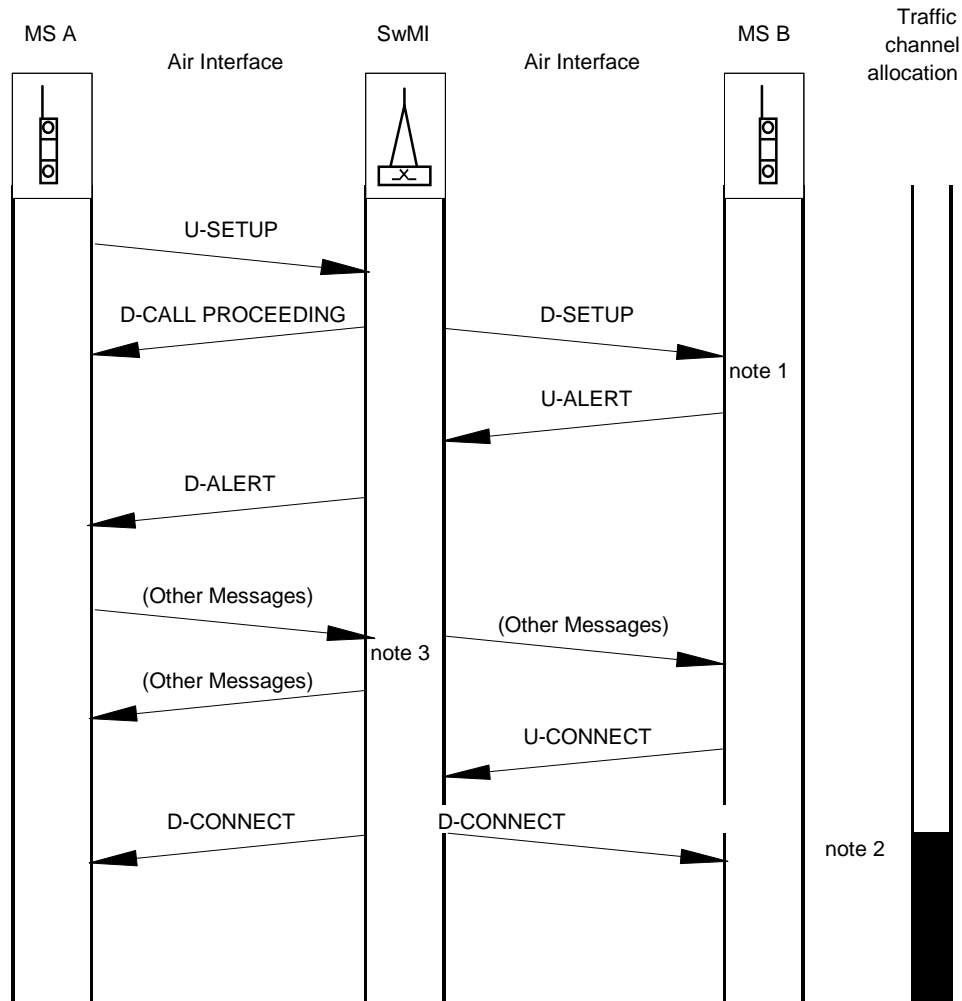 Traffic
channel
allocation
MS A
SwMI
MS B
Air Interface
Air Interface
U-SETUP
D-CALL PROCEEDING
D-SETUP
note 1
U-ALERT
D-ALERT
(Other Messages)
(Other Messages)
note 3
(Other Messages)
U-CONNECT
D-CONNECT
D-CONNECT
note 2